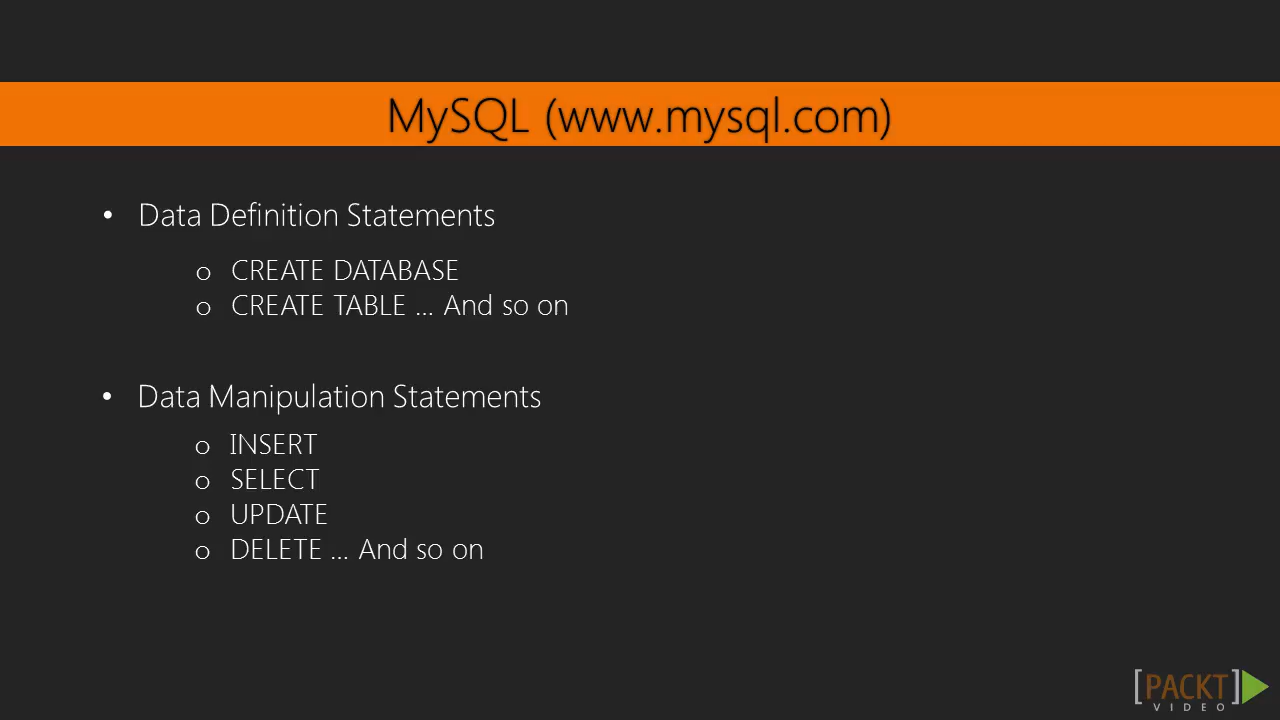 MySQL (www.mysql.com)
• Data Definition Statements
o CREATE DATABASE
o CREATE TABLE ... And so on
• Data Manipulation Statements
o INSERT
o SELECT
o UPDATE
o DELETE ... And so on
[PACKT]
VIDEO